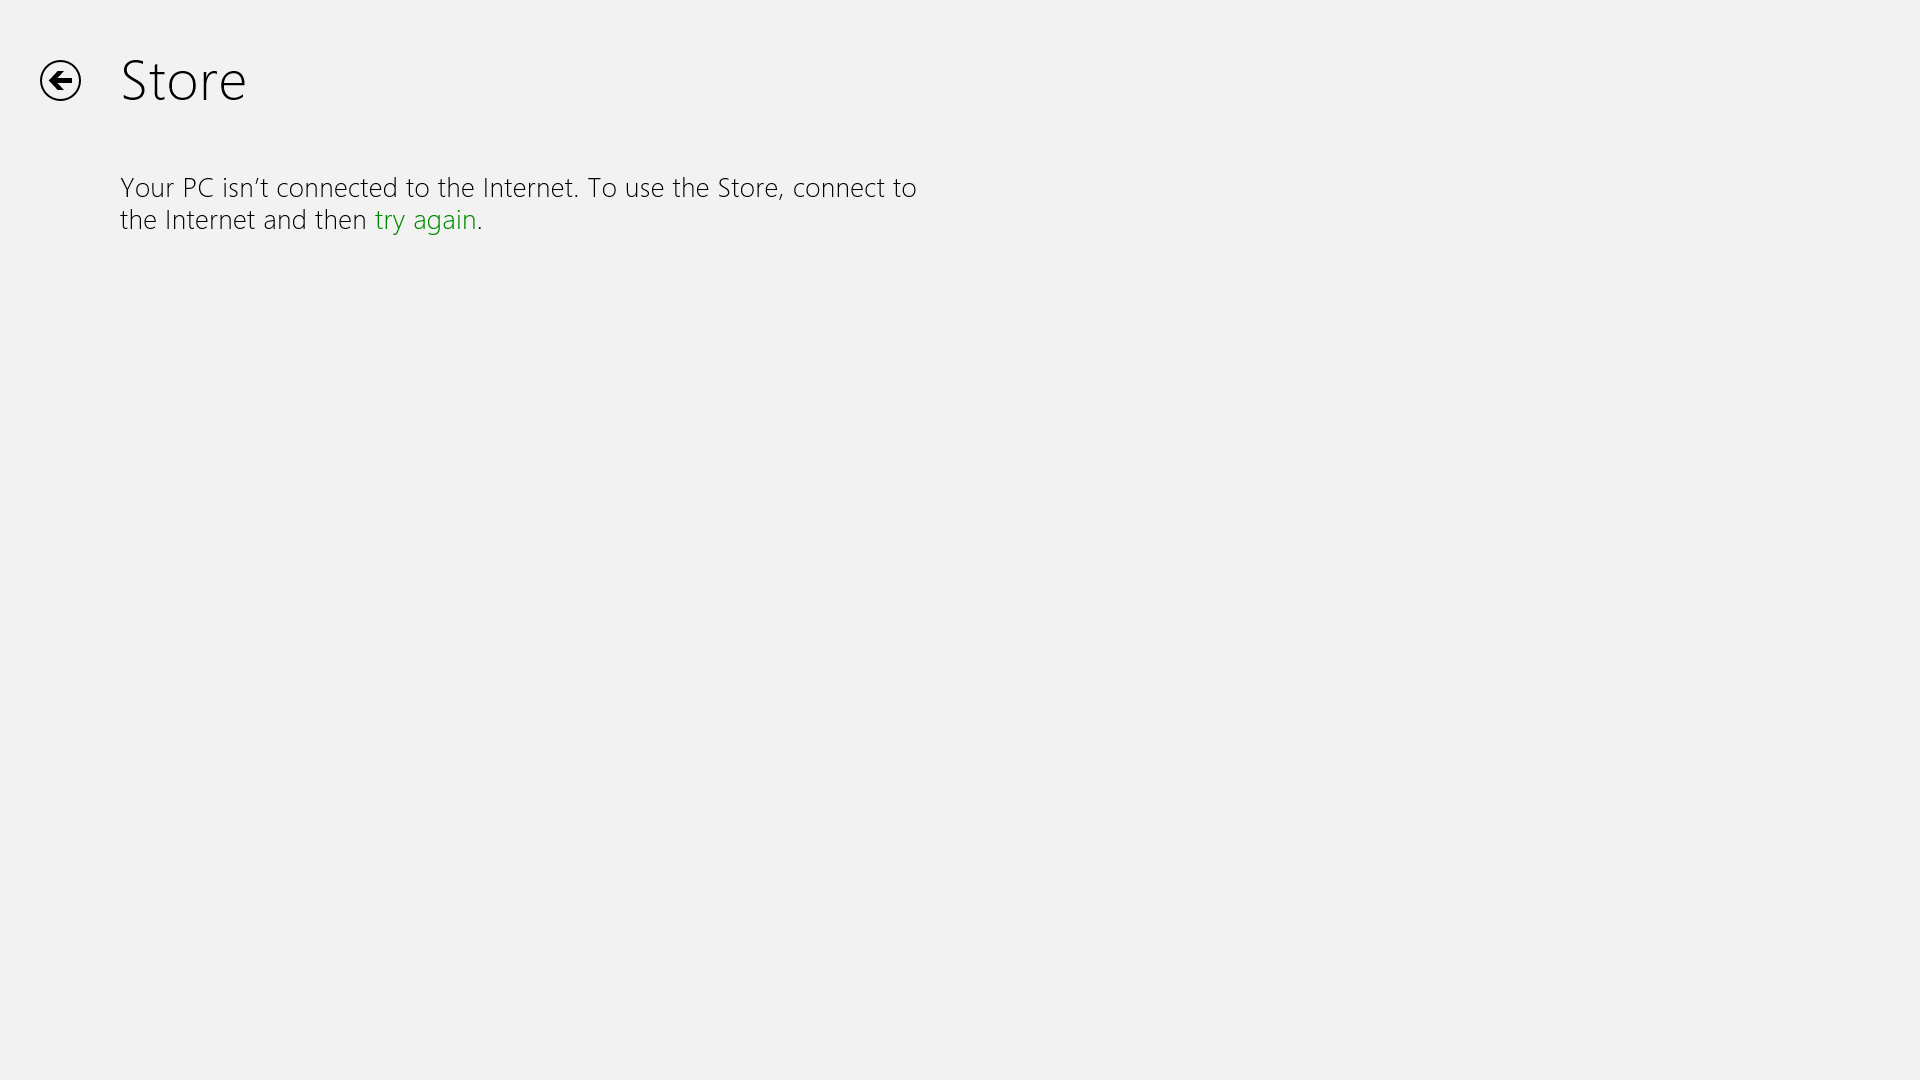 Store
Your PC isn’t connected to the Internet. To use the Store, connect to
the Internet and then try again.